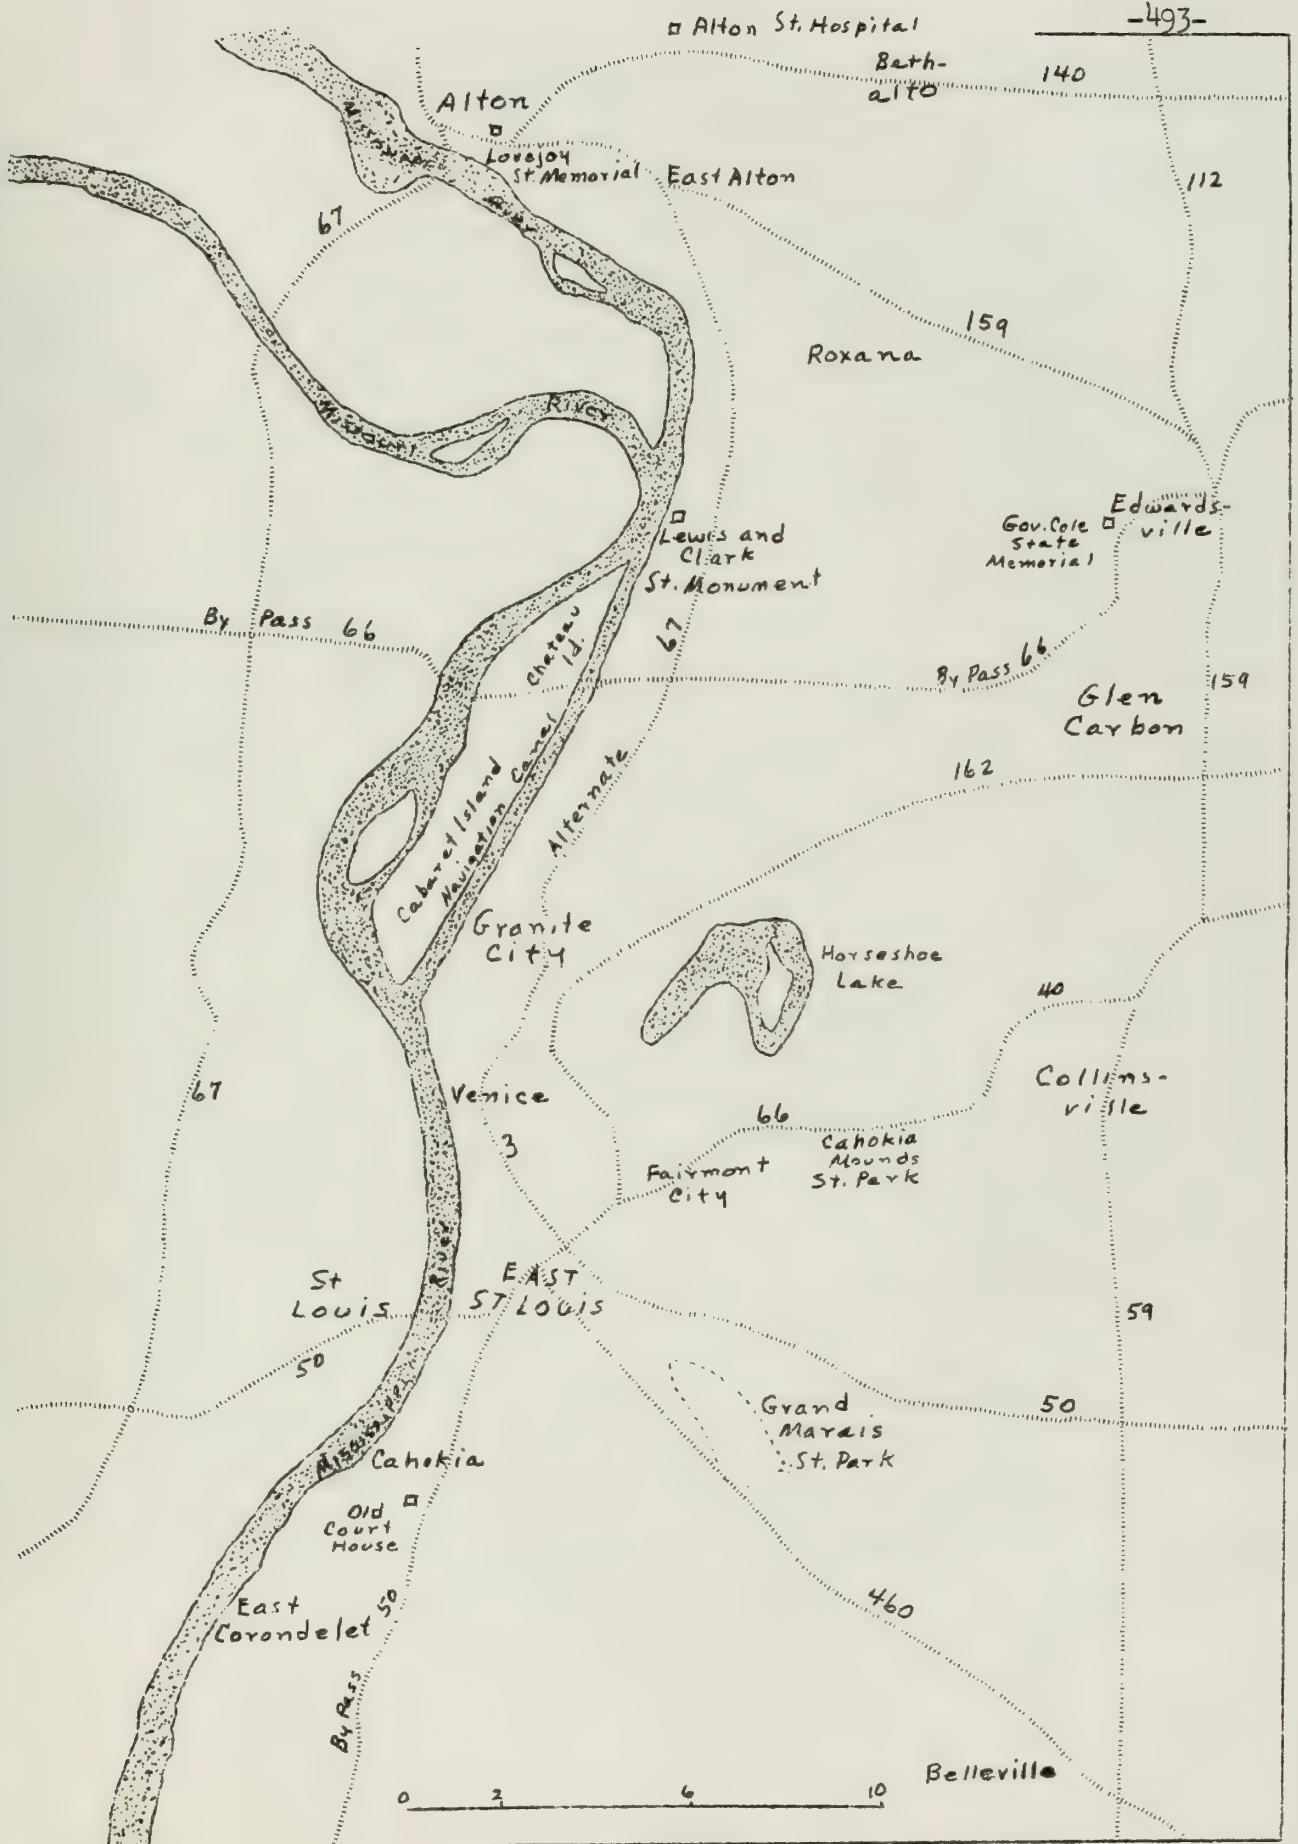 -493-
Alton St. Hospital
Beth-
alto
140
Alton
Mississippi
River
Lovejoy
St. Memorial
East Alton
112
67
159
Roxana
Missouri
River
Lewis and
Clark
St. Monument
Gov. Cole
State
Memorial
Edwards-
ville
By Pass 66
Chateau
Id.
67
By Pass 66
Glen
Carbon
159
162
Alternate
Cabaret Island
Navigation Canel
Granite
City
Horseshoe
Lake
40
67
Venice
Collins-
ville
3
66
Cahokia
Mounds
St. Park
Fairmont
City
River
St
Louis
EAST
ST LOUIS
59
50
Mississippi
Grand
Marais
St. Park
50
Cahokia
Old
Court
House
East
Corondelet
50
By Pass
460
Belleville
0 2 6 10